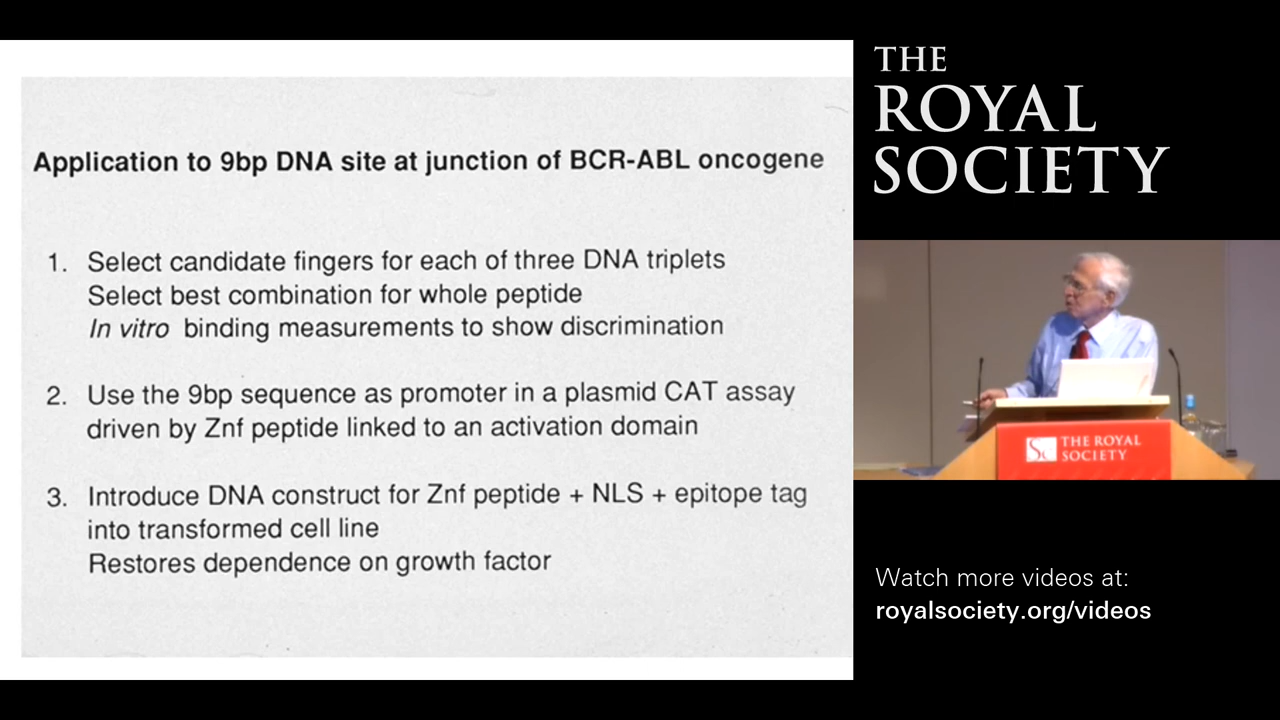 Application to 9bp DNA site at junction of BCR-ABL oncogene
1. Select candidate fingers for each of three DNA triplets
Select best combination for whole peptide
In vitro binding measurements to show discrimination
2. Use the 9bp sequence as promoter in a plasmid CAT assay
driven by Znf peptide linked to an activation domain
3. Introduce DNA construct for Znf peptide + NLS + epitope tag
into transformed cell line
Restores dependence on growth factor
THE
ROYAL
SOCIETY
THE ROYAL
SOCIETY
Watch more videos at:
royalsociety.org/videos